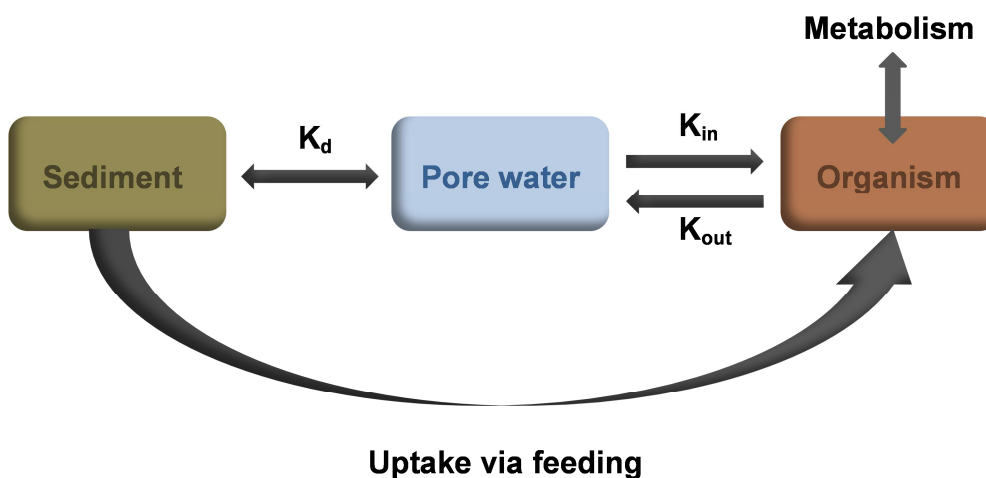 Metabolism
Kd
Kin
Sediment
Pore water
Organism
Kout
Uptake via feeding